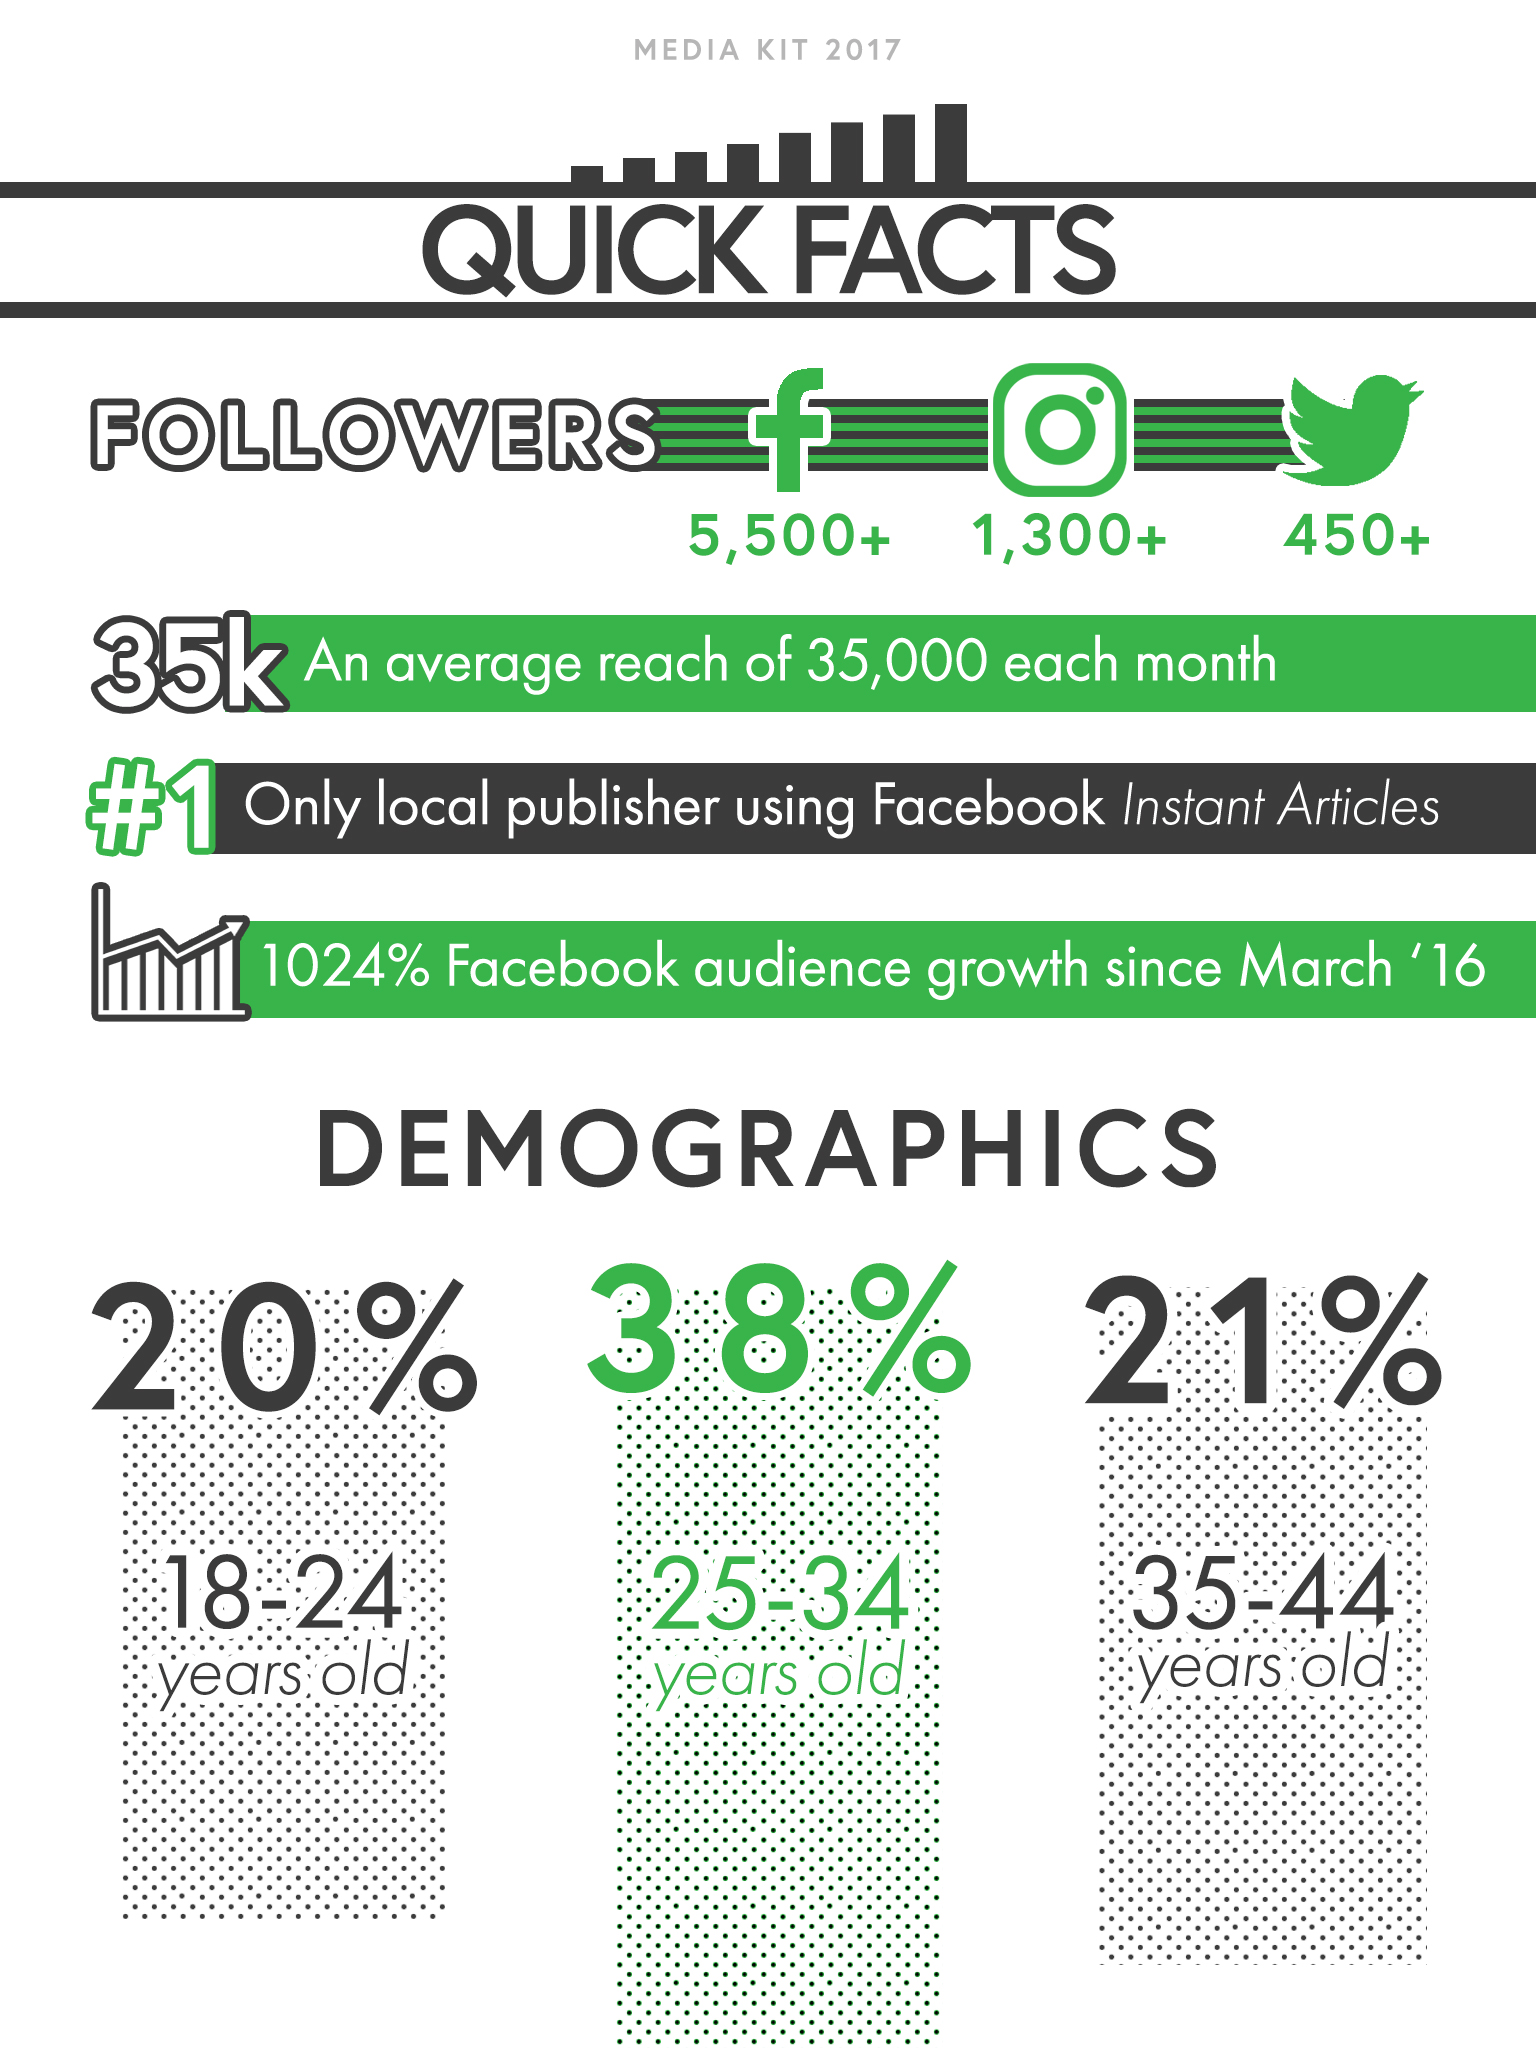 MEDIA KIT 2017
QUICK FACTS
FOLLOWERS
5,500+ 1,300+ 450+
35k An average reach of 35,000 each month
#1 Only local publisher using Facebook Instant Articles
1024% Facebook audience growth since March ‘16
DEMOGRAPHICS
20% 38% 21%
18-24 25-34 35-44
years old years old years old